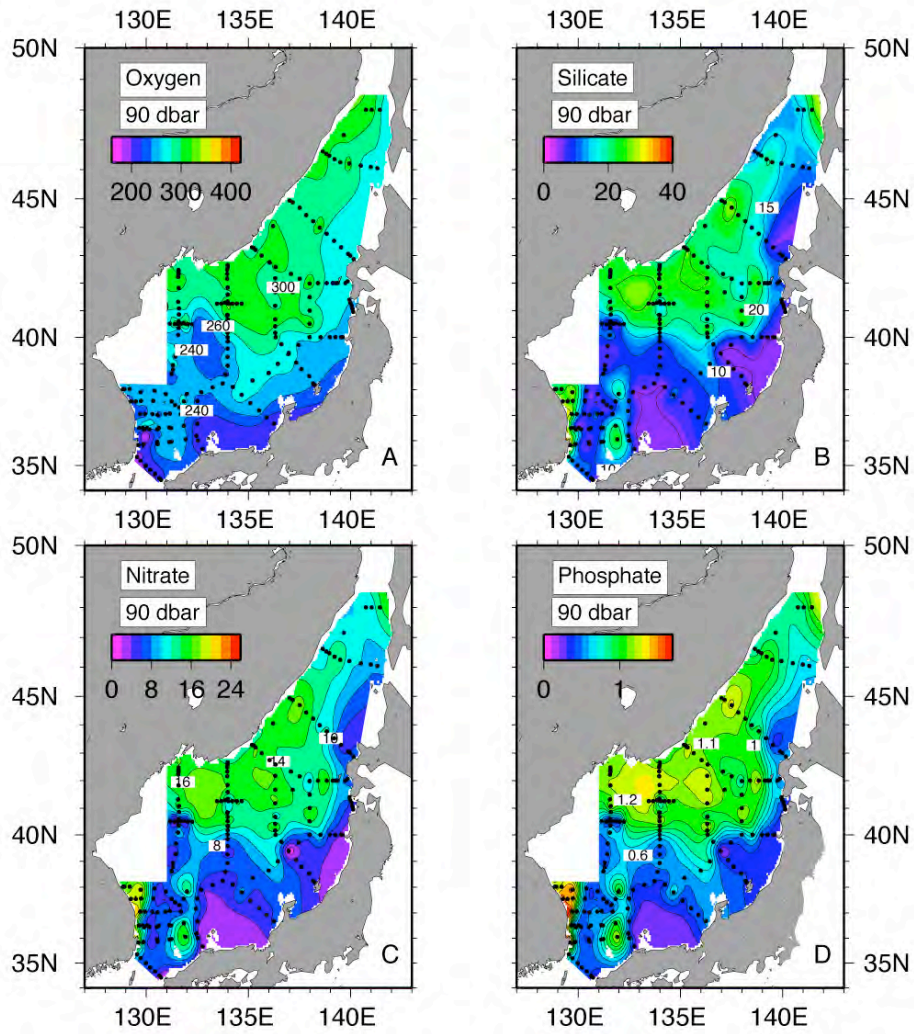 130E 135E 140E
130E 135E 140E
50N
50N
Oxygen
Silicate
90 dbar
90 dbar
200 300 400
0 20 40
45N
45N
15
300
20
40N
40N
260
240
10
240
35N
35N
A
B
10
130E 135E 140E
130E 135E 140E
50N
50N
Nitrate
Phosphate
90 dbar
90 dbar
0 8 16 24
0 1
45N
45N
10
1.1
1
14
16
1.2
40N
40N
8
0.6
35N
35N
C
D
130E 135E 140E
130E 135E 140E